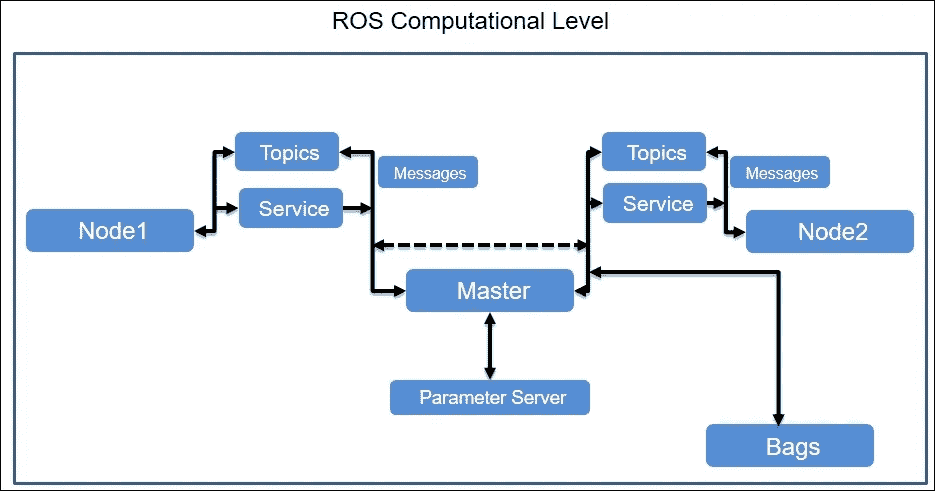 ROS Computational Level
Topics
Messages
Service
Node1
Topics
Messages
Service
Node2
Master
Parameter Server
Bags